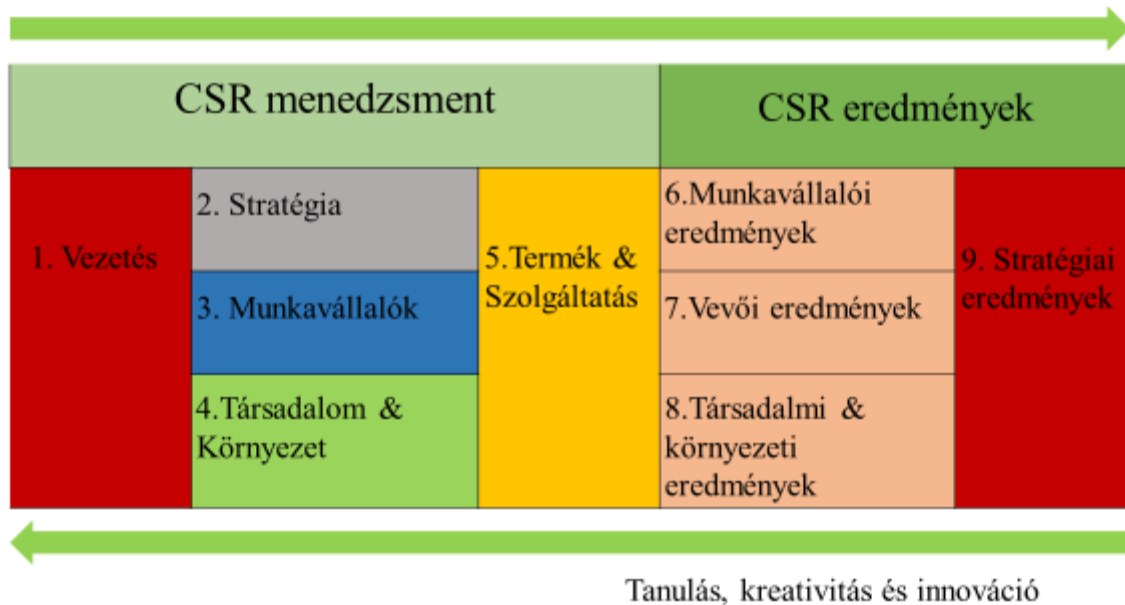 CSR menedzsment
CSR eredmények
1. Vezetés
2. Stratégia
3. Munkavállalók
4.Társadalom &
Környezet
5.Termék &
Szolgáltatás
6.Munkavállalói
eredmények
7.Vevői eredmények
8.Társadalmi &
környezeti
eredmények
9. Stratégiai
eredmények
Tanulás, kreativitás és innováció